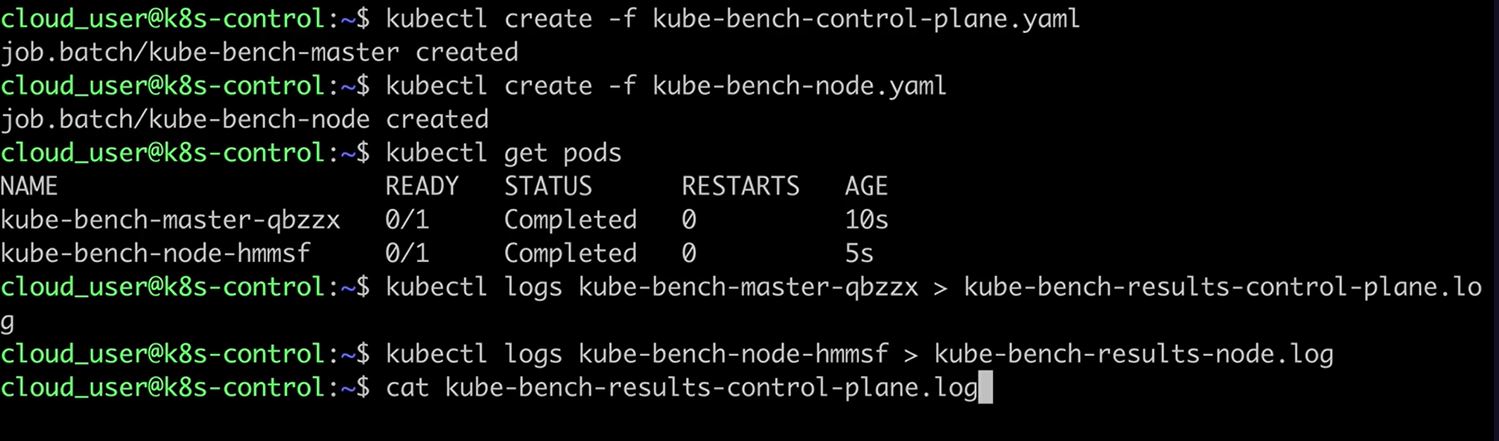 cloud_user@k8s-control:~$ kubectl create -f kube-bench-control-plane.yaml
job.batch/kube-bench-master created
cloud_user@k8s-control:~$ kubectl create -f kube-bench-node.yaml
job.batch/kube-bench-node created
cloud_user@k8s-control:~$ kubectl get pods
NAME                      READY   STATUS      RESTARTS   AGE
kube-bench-master-qbzzx   0/1     Completed   0          10s
kube-bench-node-hmmsf     0/1     Completed   0          5s
cloud_user@k8s-control:~$ kubectl logs kube-bench-master-qbzzx > kube-bench-results-control-plane.lo
g
cloud_user@k8s-control:~$ kubectl logs kube-bench-node-hmmsf > kube-bench-results-node.log
cloud_user@k8s-control:~$ cat kube-bench-results-control-plane.log